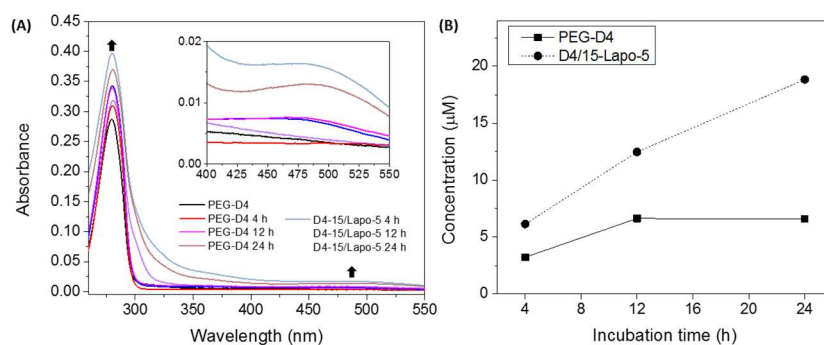 (A)
0.45
0.40
0.35
0.30
0.25
0.20
0.15
0.10
0.05
0.00
Absorbance
0.02
0.01
0.00
400 425 450 475 500 525 550
PEG-D4
PEG-D4 4 h
PEG-D4 12 h
PEG-D4 24 h
D4-15/Lapo-5 4 h
D4-15/Lapo-5 12 h
D4-15/Lapo-5 24 h
300 350 400 450 500 550
Wavelength (nm)
(B)
PEG-D4
D4/15-Lapo-5
20
15
10
5
0
Concentration (µM)
4 8 12 16 20 24
Incubation time (h)